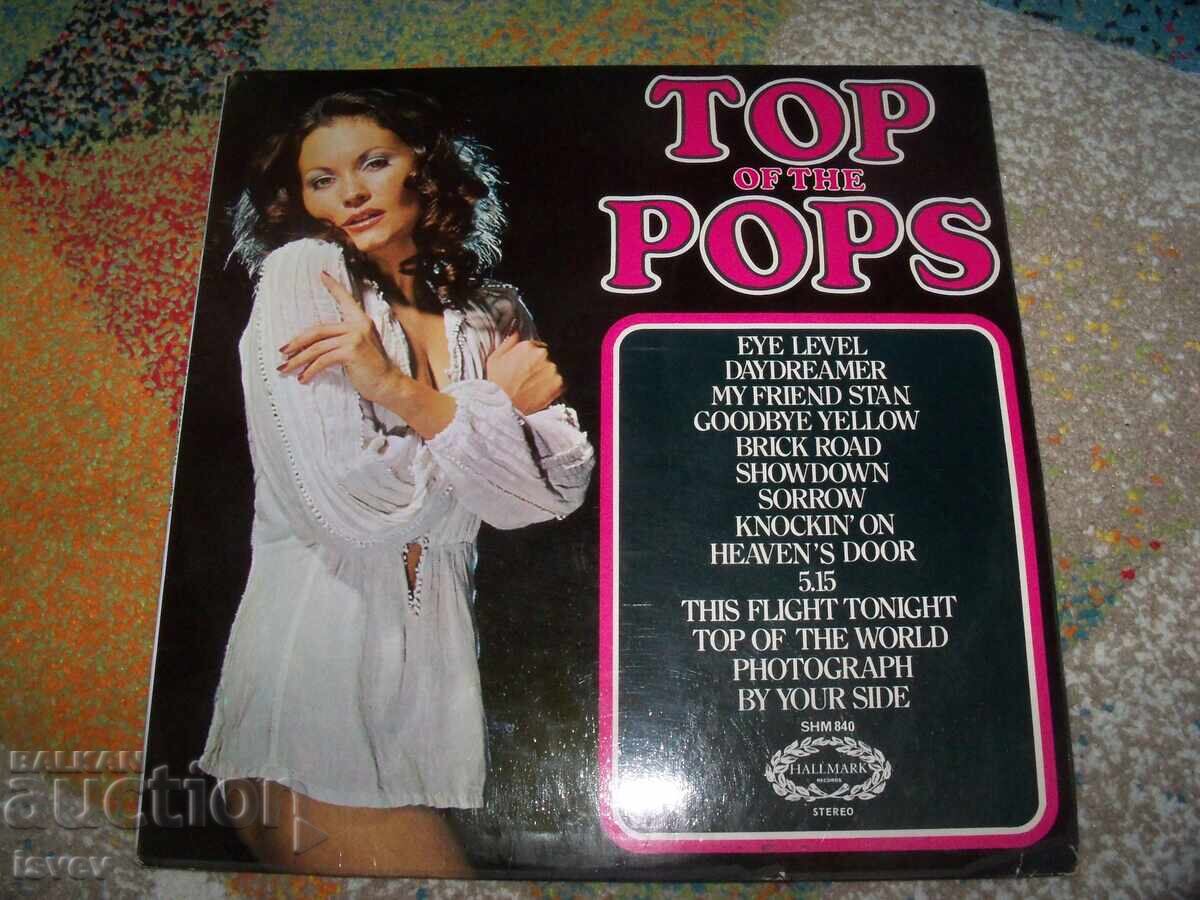 TOP
OF THE
POPS
EYE LEVEL
DAYDREAMER
MY FRIEND STAN
GOODBYE YELLOW
BRICK ROAD
SHOWDOWN
SORROW
KNOCKIN' ON
HEAVEN'S DOOR
5.15
THIS FLIGHT TONIGHT
TOP OF THE WORLD
PHOTOGRAPH
BY YOUR SIDE
SHM 840
HALLMARK
RECORDS
STEREO
BALKAN
auction
isvev